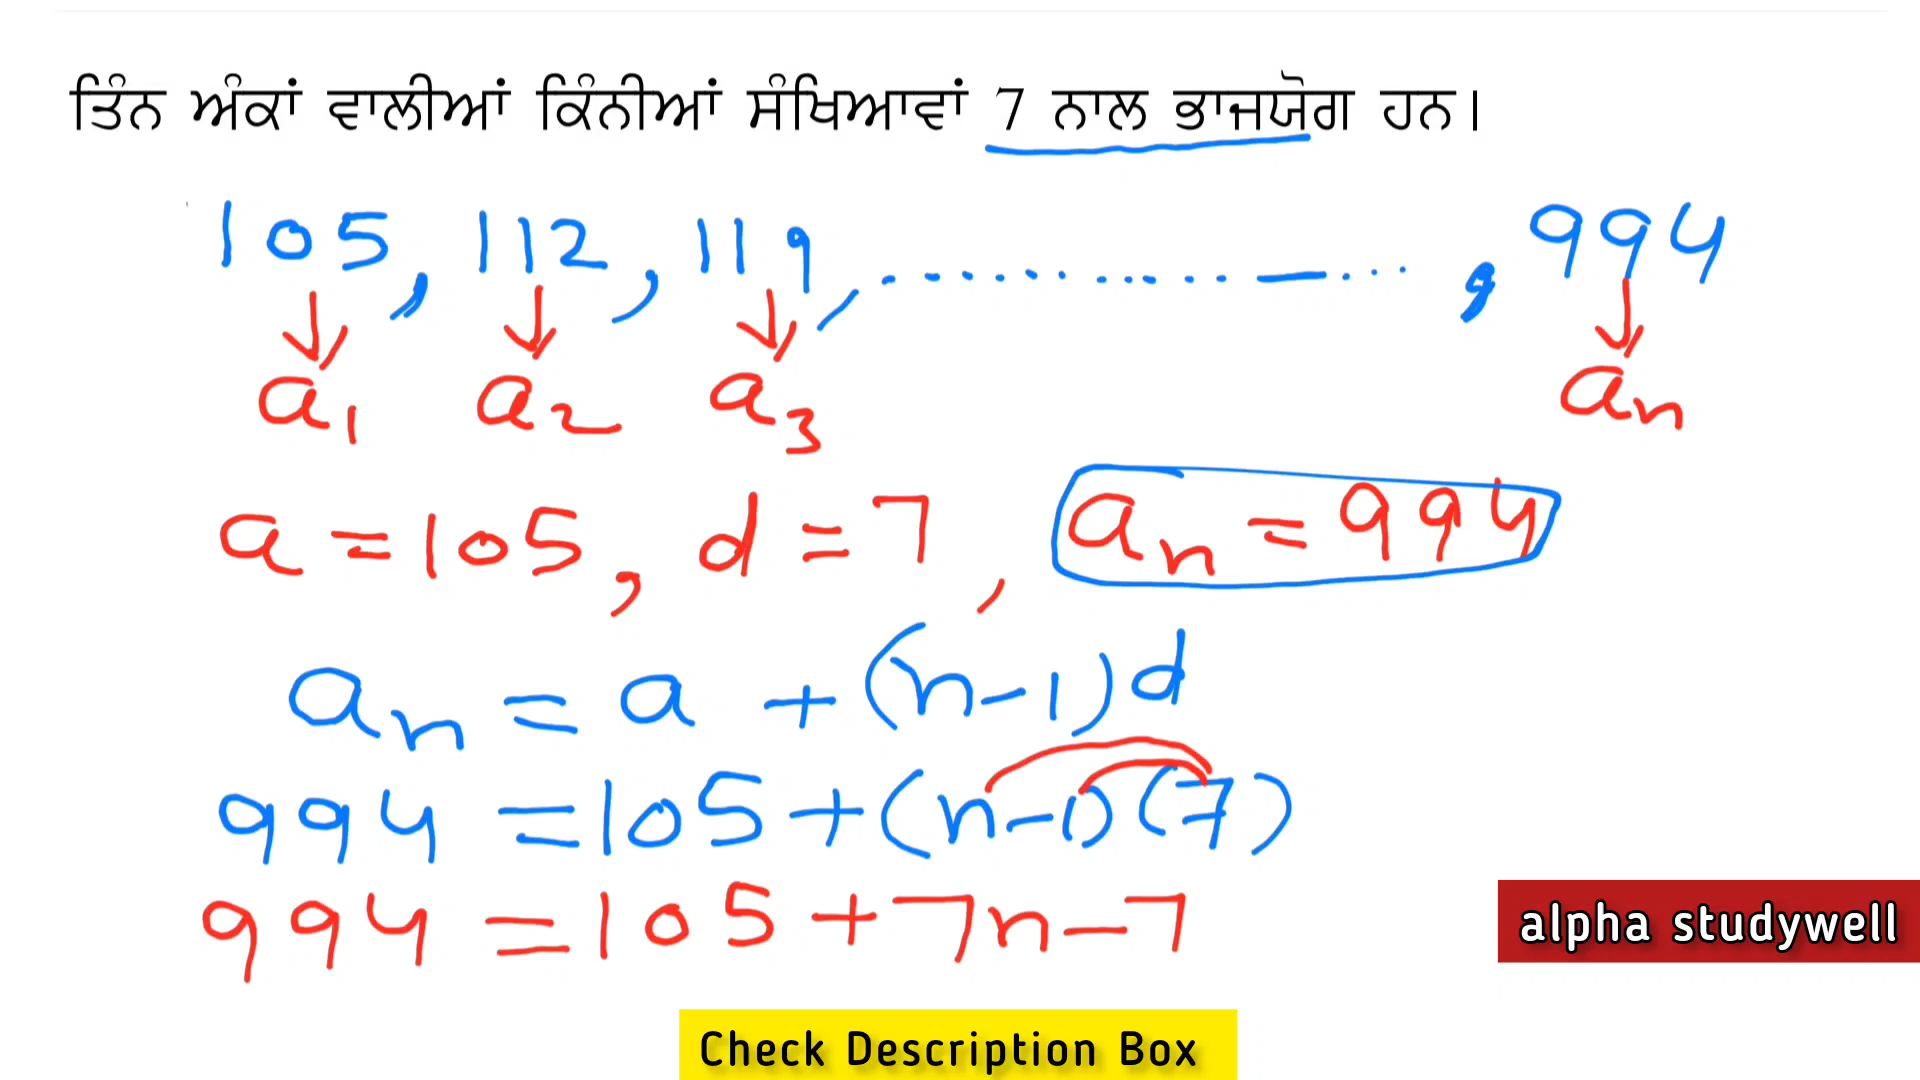 ਤਿੰਨ ਅੰਕਾਂ ਵਾਲੀਆਂ ਕਿੰਨੀਆਂ ਸੰਖਿਆਵਾਂ 7 ਨਾਲ ਭਾਜਯੋਗ ਹਨ।
105, 112, 119, .............—..., 994
a₁ a₂ a₃ aₙ
a = 105, d = 7, aₙ = 994
aₙ = a + (n-1)d
994 = 105 + (n-1)(7)
994 = 105 + 7n - 7
alpha studywell
Check Description Box